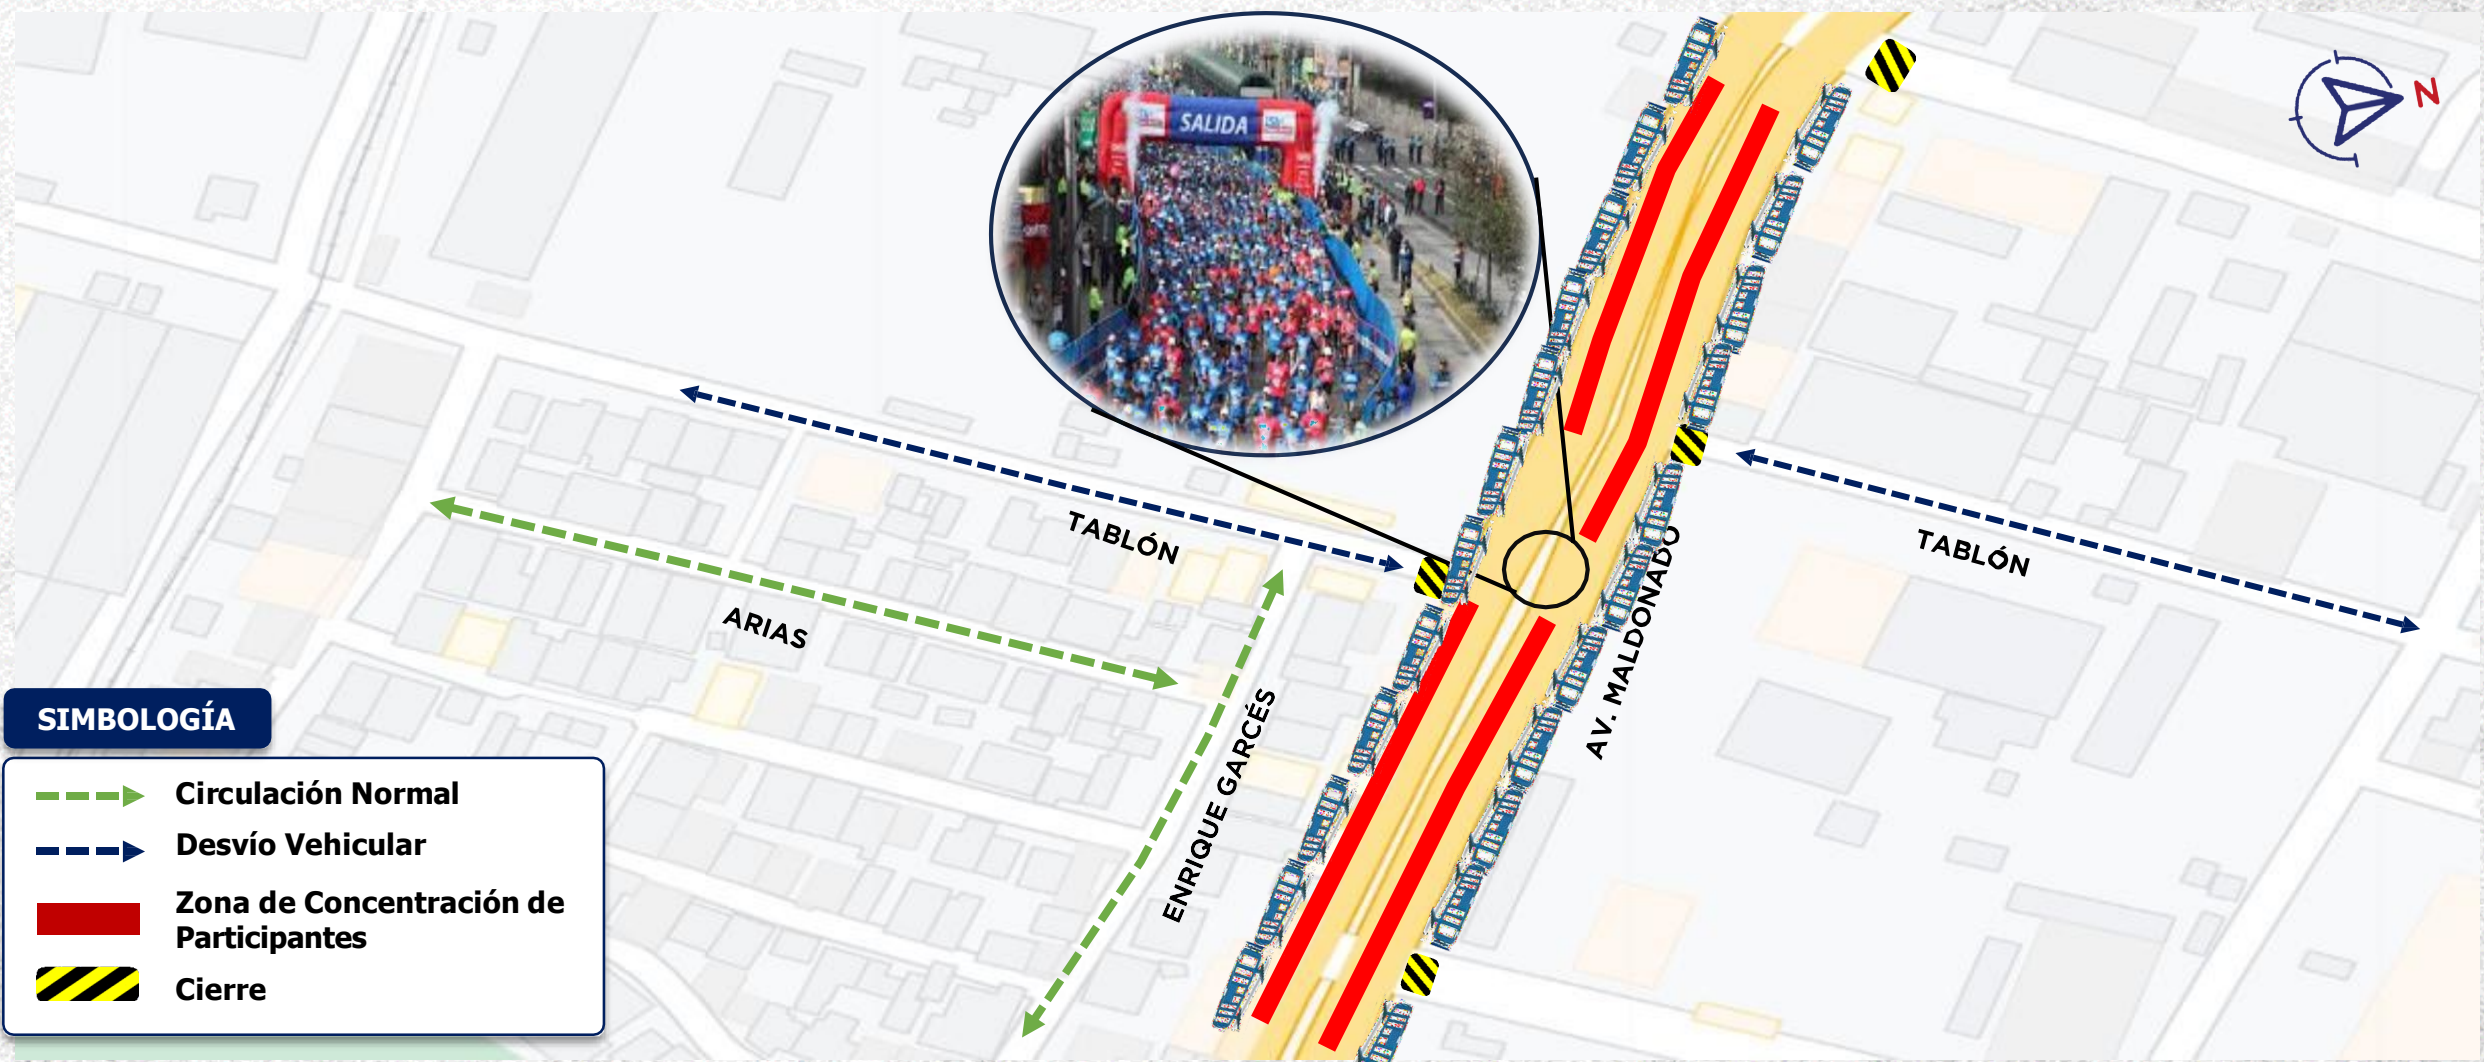 SALIDA
N
TABLÓN
TABLÓN
AV. MALDONADO
ARIAS
ENRIQUE GARCÉS
SIMBOLOGÍA
Circulación Normal
Desvío Vehicular
Zona de Concentración de
Participantes
Cierre